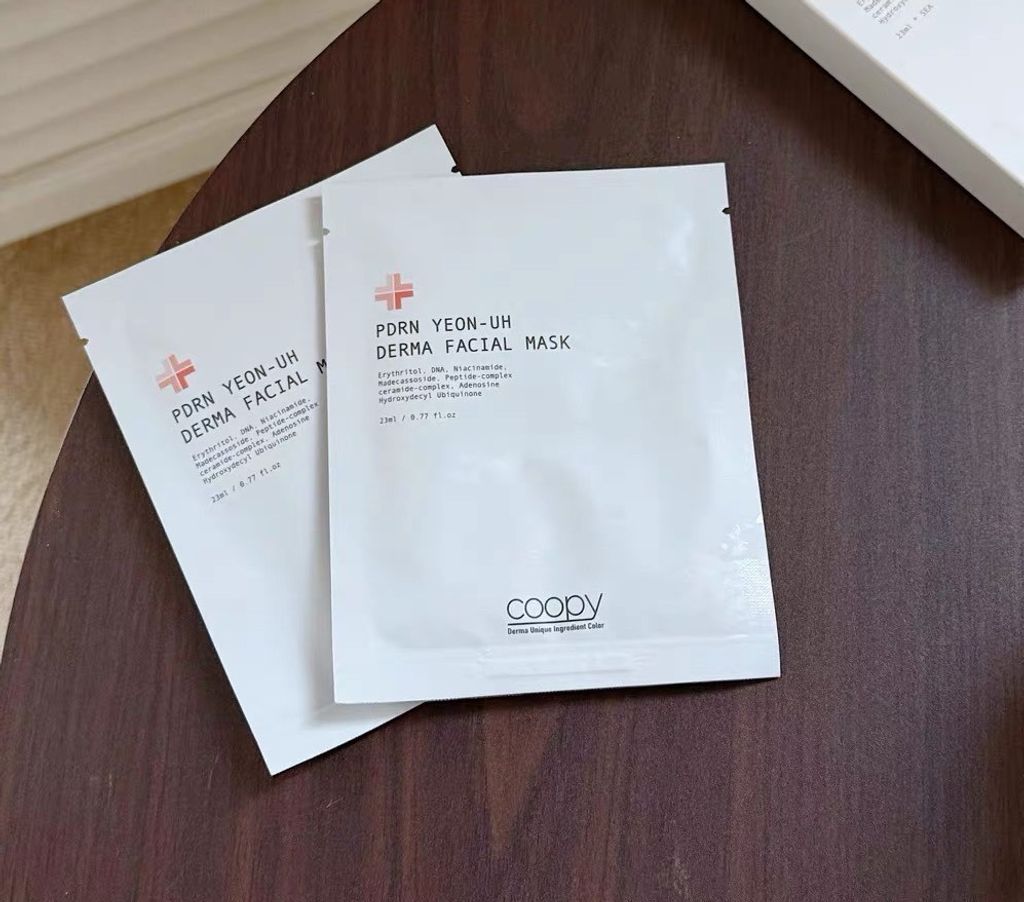 PDRN YEON-UH
DERMA FACIAL MASK
Erythritol, DNA, Niacinamide,
Madecassoside, Peptide-complex
ceramide-complex, Adenosine
Hydroxydecyl Ubiquinone
23ml / 0.77 fl.oz
coopy
Derma Unique Ingredient Color
PDRN YEON-UH
DERMA FACIAL M
Erythritol, DNA, Niacinamide,
Madecassoside, Peptide-complex
ceramide-complex, Adenosine
Hydroxydecyl Ubiquinone
23ml / 0.77 fl.oz
23ml * 5EA